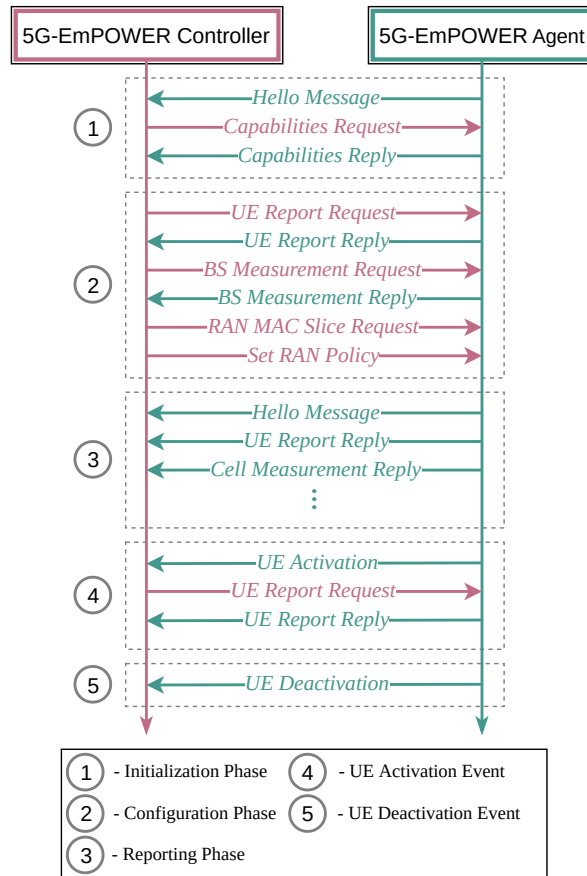 5G-EmPOWER Controller
5G-EmPOWER Agent
1
Hello Message
Capabilities Request
Capabilities Reply
2
UE Report Request
UE Report Reply
BS Measurement Request
BS Measurement Reply
RAN MAC Slice Request
Set RAN Policy
3
Hello Message
UE Report Reply
Cell Measurement Reply
⋮
4
UE Activation
UE Report Request
UE Report Reply
5
UE Deactivation
1 - Initialization Phase
2 - Configuration Phase
3 - Reporting Phase
4 - UE Activation Event
5 - UE Deactivation Event